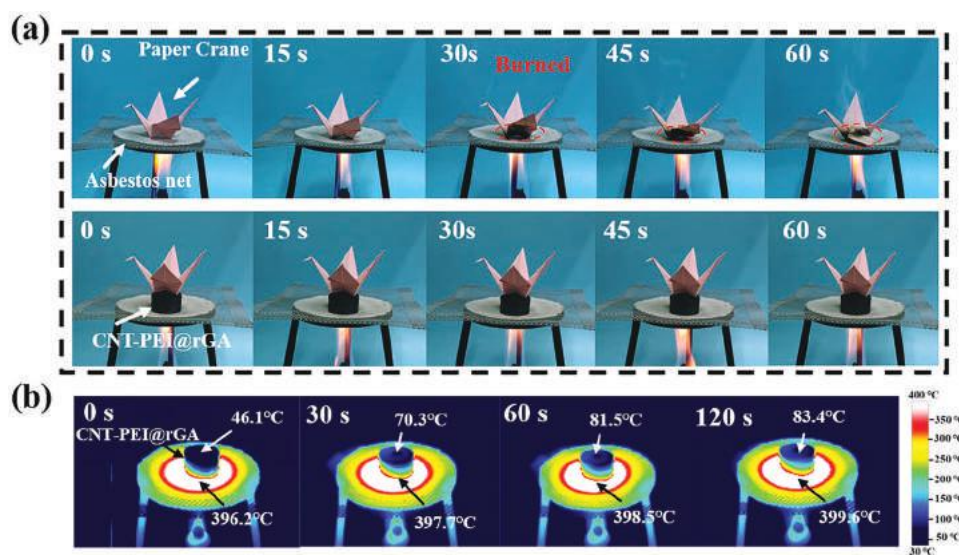 (a)
0 s
Paper Crane
15 s
30s
Burned
45 s
60 s
Asbestos net
0 s
15 s
30s
45 s
60 s
CNT-PEI@rGA
(b)
0 s
46.1°C
30 s
70.3°C
60 s
81.5°C
120 s
83.4°C
CNT-PEI@rGA
396.2°C
397.7°C
398.5°C
399.6°C
400 °C
350 °C
300 °C
250 °C
200 °C
150 °C
100 °C
50 °C
30 °C